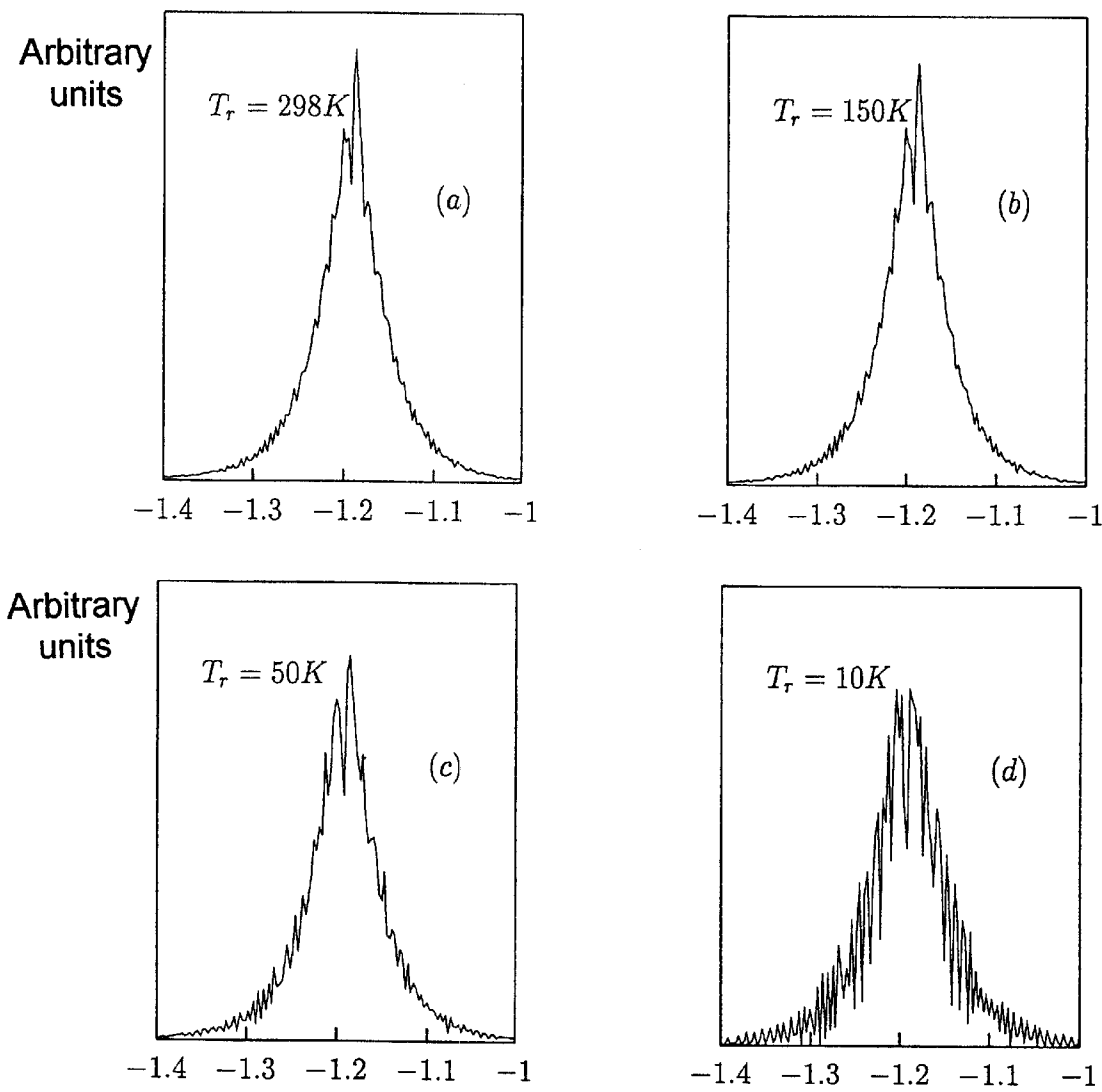 Arbitrary
units
T_r = 298K
(a)
−1.4 −1.3 −1.2 −1.1 −1
T_r = 150K
(b)
−1.4 −1.3 −1.2 −1.1 −1
Arbitrary
units
T_r = 50K
(c)
−1.4 −1.3 −1.2 −1.1 −1
T_r = 10K
(d)
−1.4 −1.3 −1.2 −1.1 −1